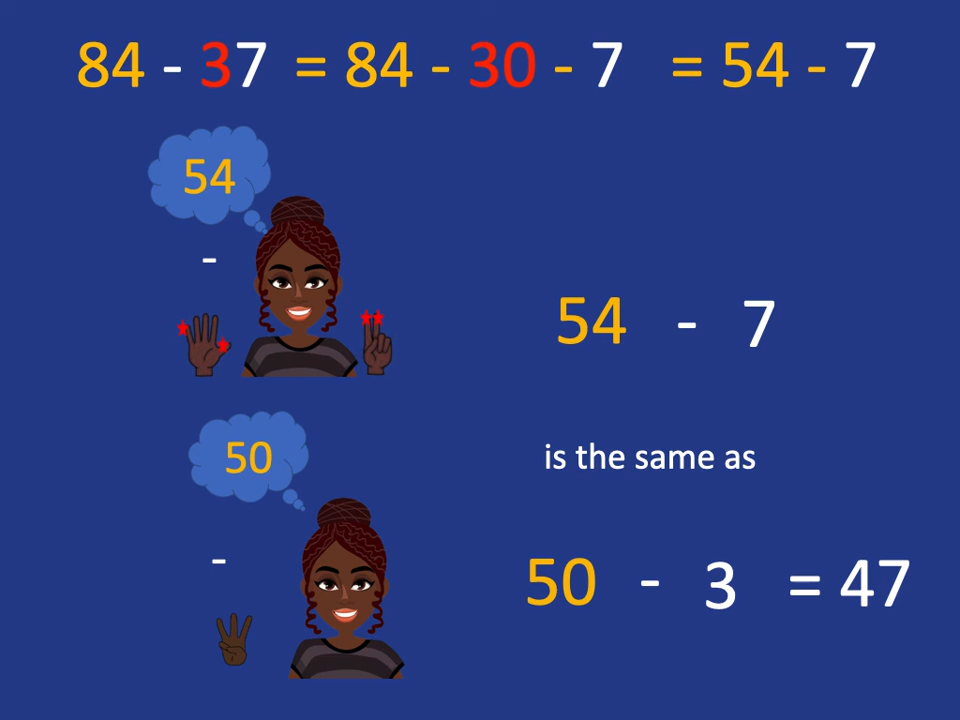 84 - 37 = 84 - 30 - 7 = 54 - 7
54
-
54 - 7
50
is the same as
-
50 - 3 = 47